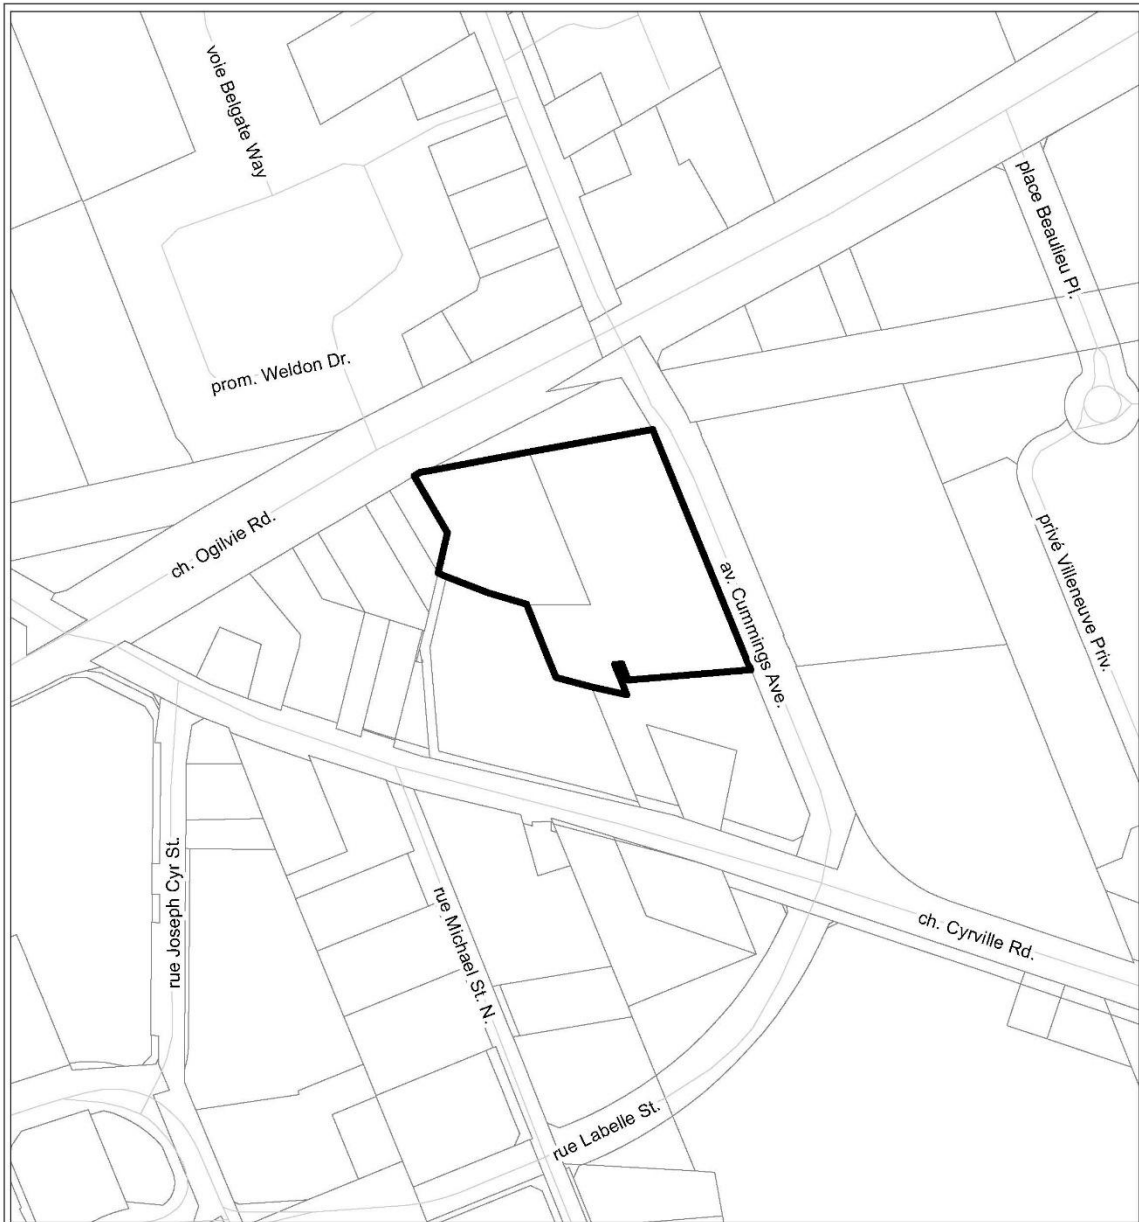 voie Belgate Way
place Beaulieu Pl.
prom. Weldon Dr.
ch. Ogilvie Rd.
privé Villeneuve Priv.
av. Cummings Ave.
rue Joseph Cyr St.
rue Michael St. N.
ch. Cyrville Rd.
rue Labelle St.